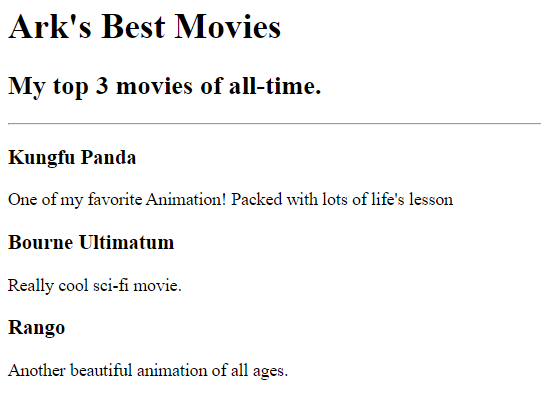 Ark's Best Movies
My top 3 movies of all-time.
Kungfu Panda
One of my favorite Animation! Packed with lots of life's lesson
Bourne Ultimatum
Really cool sci-fi movie.
Rango
Another beautiful animation of all ages.